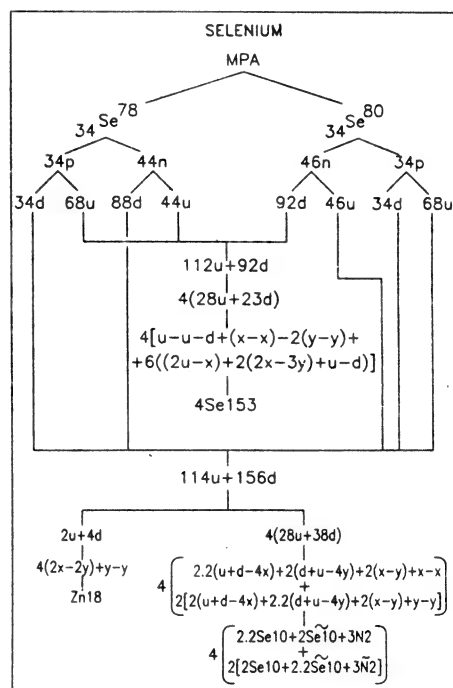 SELENIUM
MPA
34Se78 34Se80
34p 44n 46n 34p
34d 68u 88d 44u 92d 46u 34d 68u
112u+92d
4(28u+23d)
4[u-u-d+(x-x)-2(y-y)+
+6((2u-x)+2(2x-3y)+u-d)]
4Se153
114u+156d
2u+4d 4(28u+38d)
4(2x-2y)+y-y
Zn18
4
2.2(u+d-4x)+2(d+u-4y)+2(x-y)+x-x
+
2[2(u+d-4x)+2.2(d+u-4y)+2(x-y)+y-y]
4
2.2Se10+2S͠e10+3N2
+
2[2Se10+2.2S͠e10+3Ñ2]